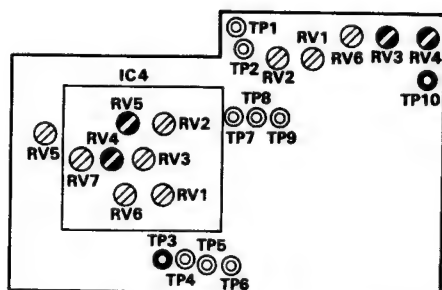 TP1
RV1
RV3
RV4
TP2
RV2
RV6
IC4
TP10
RV5
RV2
TP8
TP7
TP9
RV5
RV4
RV7
RV3
RV6
RV1
TP3
TP5
TP4
TP6